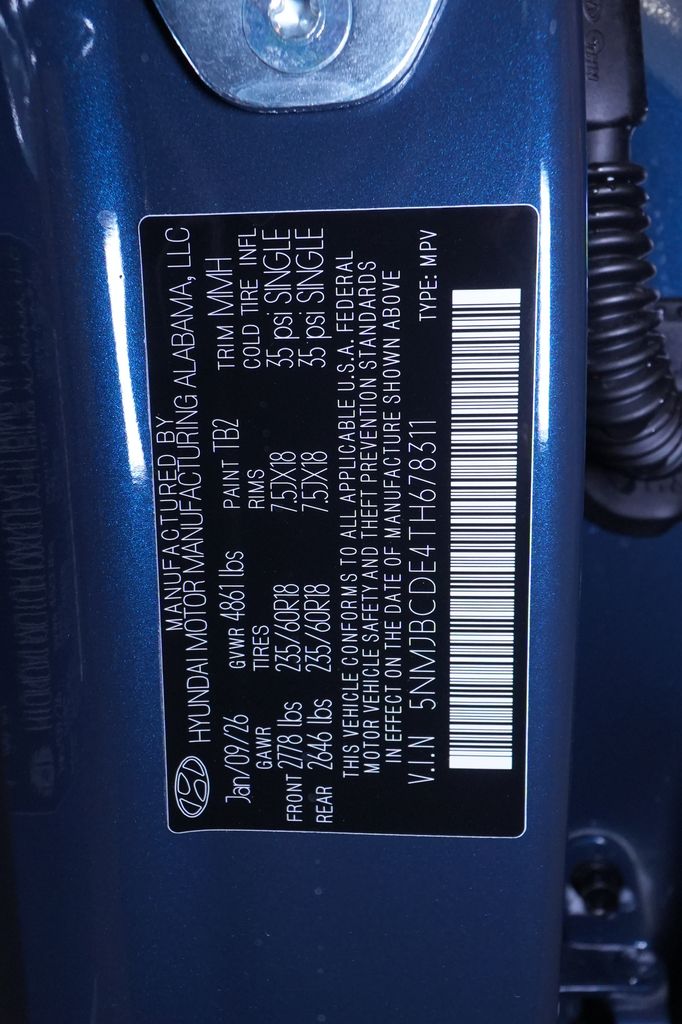 MANUFACTURED BY
HYUNDAI MOTOR MANUFACTURING ALABAMA, LLC
Jan/09/26 GVWR 4861 lbs PAINT TB2 TRIM MMH
GAWR TIRES RIMS COLD TIRE INFL
FRONT 2778 lbs 235/60R18 7.5JX18 35 psi SINGLE
REAR 2646 lbs 235/60R18 7.5JX18 35 psi SINGLE
THIS VEHICLE CONFORMS TO ALL APPLICABLE U.S.A. FEDERAL
MOTOR VEHICLE SAFETY AND THEFT PREVENTION STANDARDS
IN EFFECT ON THE DATE OF MANUFACTURE SHOWN ABOVE
V.I.N 5NMJBCDE4TH678311 TYPE: MPV